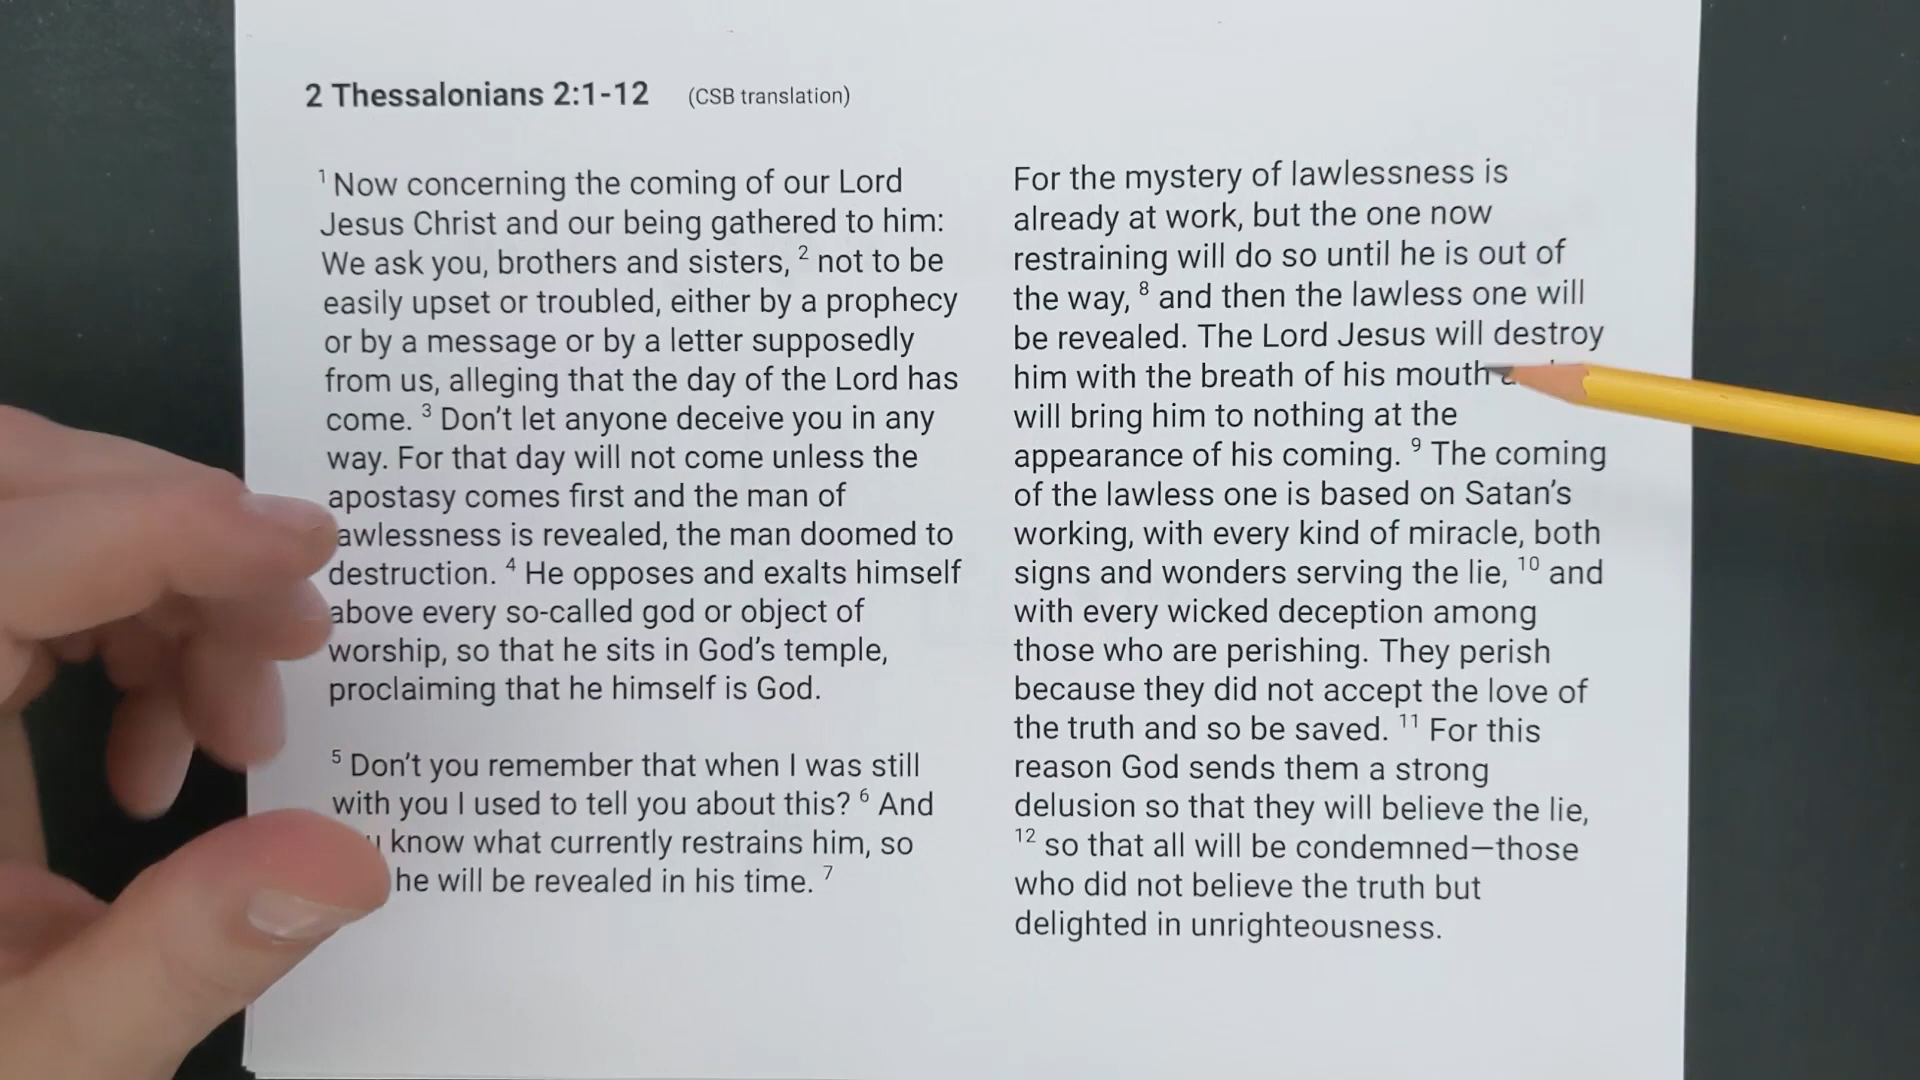 2 Thessalonians 2:1-12 (CSB translation)
1 Now concerning the coming of our Lord
Jesus Christ and our being gathered to him:
We ask you, brothers and sisters, 2 not to be
easily upset or troubled, either by a prophecy
or by a message or by a letter supposedly
from us, alleging that the day of the Lord has
come. 3 Don't let anyone deceive you in any
way. For that day will not come unless the
apostasy comes first and the man of
awlessness is revealed, the man doomed to
destruction. 4 He opposes and exalts himself
above every so-called god or object of
worship, so that he sits in God's temple,
proclaiming that he himself is God.
5 Don't you remember that when I was still
with you I used to tell you about this? 6 And
know what currently restrains him, so
he will be revealed in his time. 7
For the mystery of lawlessness is
already at work, but the one now
restraining will do so until he is out of
the way, 8 and then the lawless one will
be revealed. The Lord Jesus will destroy
him with the breath of his mouth
will bring him to nothing at the
appearance of his coming. 9 The coming
of the lawless one is based on Satan's
working, with every kind of miracle, both
signs and wonders serving the lie, 10 and
with every wicked deception among
those who are perishing. They perish
because they did not accept the love of
the truth and so be saved. 11 For this
reason God sends them a strong
delusion so that they will believe the lie,
12 so that all will be condemned—those
who did not believe the truth but
delighted in unrighteousness.